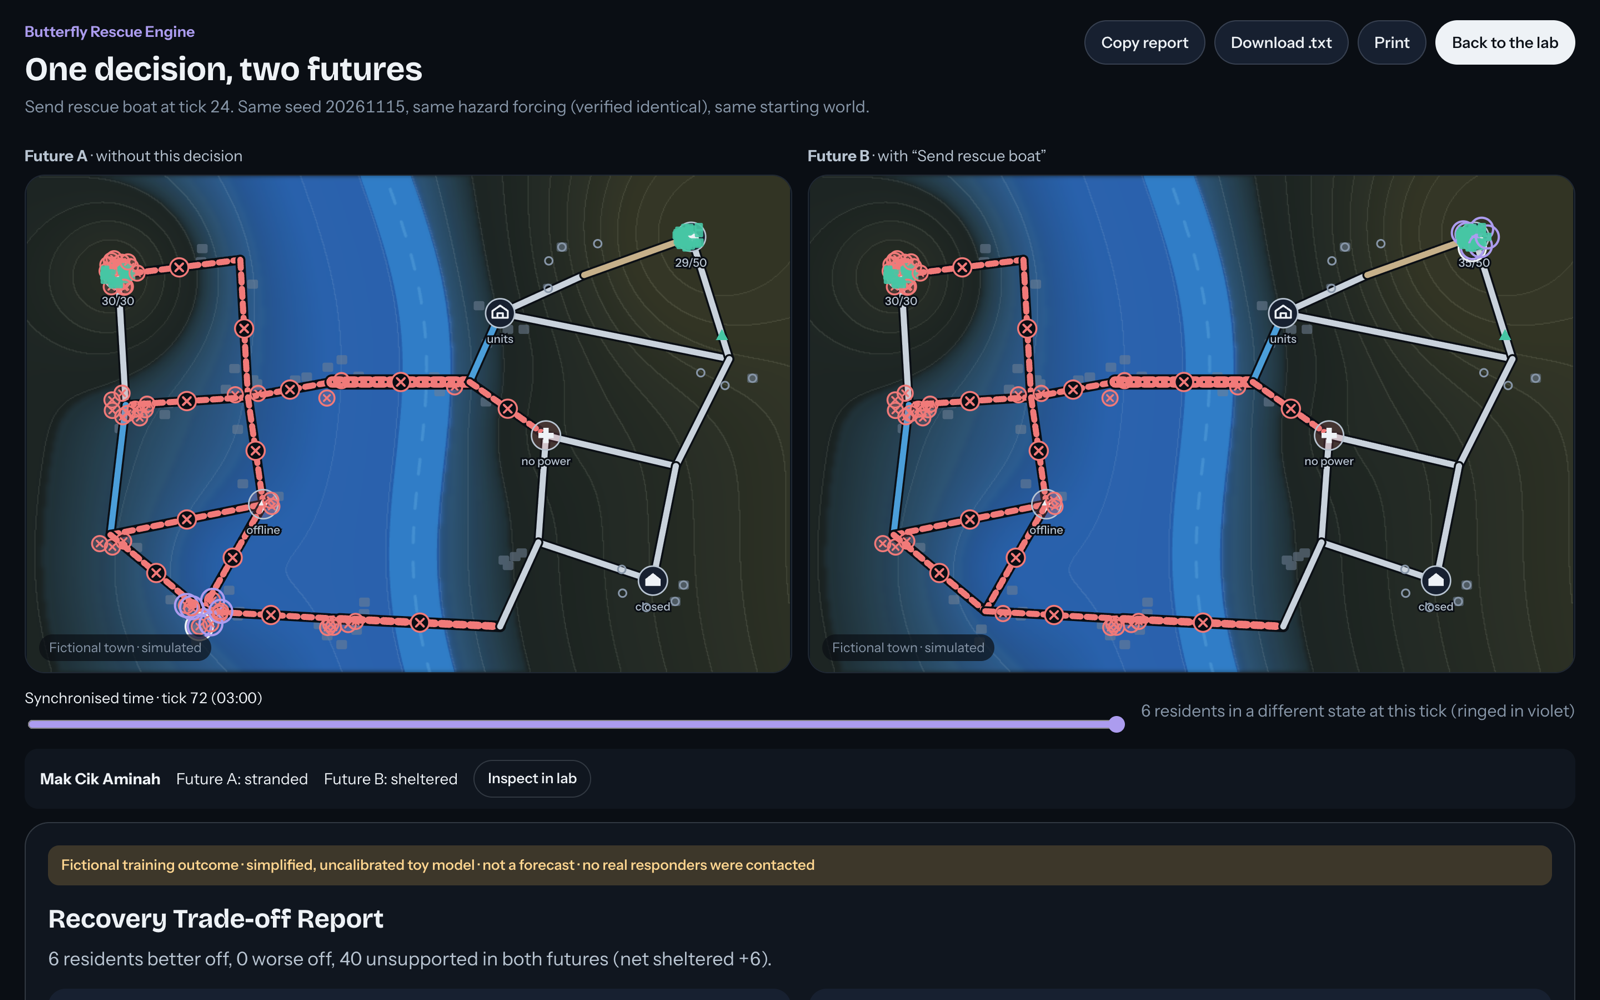 Butterfly Rescue Engine
One decision, two futures
Send rescue boat at tick 24. Same seed 20261115, same hazard forcing (verified identical), same starting world.
Copy report
Download .txt
Print
Back to the lab
Future A · without this decision
30/30
29/50
units
no power
offline
closed
Fictional town · simulated
Future B · with “Send rescue boat”
30/30
35/50
units
no power
offline
closed
Fictional town · simulated
Synchronised time · tick 72 (03:00)
6 residents in a different state at this tick (ringed in violet)
Mak Cik Aminah Future A: stranded Future B: sheltered Inspect in lab
Fictional training outcome · simplified, uncalibrated toy model · not a forecast · no real responders were contacted
Recovery Trade-off Report
6 residents better off, 0 worse off, 40 unsupported in both futures (net sheltered +6).